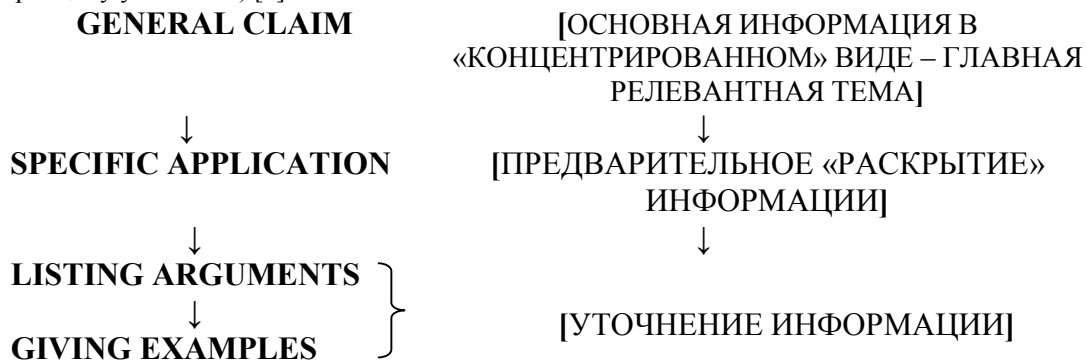 GENERAL CLAIM [ОСНОВНАЯ ИНФОРМАЦИЯ В
«КОНЦЕНТРИРОВАННОМ» ВИДЕ – ГЛАВНАЯ
РЕЛЕВАНТНАЯ ТЕМА]
↓ ↓
SPECIFIC APPLICATION [ПРЕДВАРИТЕЛЬНОЕ «РАСКРЫТИЕ»
ИНФОРМАЦИИ]
↓ ↓
LISTING ARGUMENTS
↓
[УТОЧНЕНИЕ ИНФОРМАЦИИ]
GIVING EXAMPLES